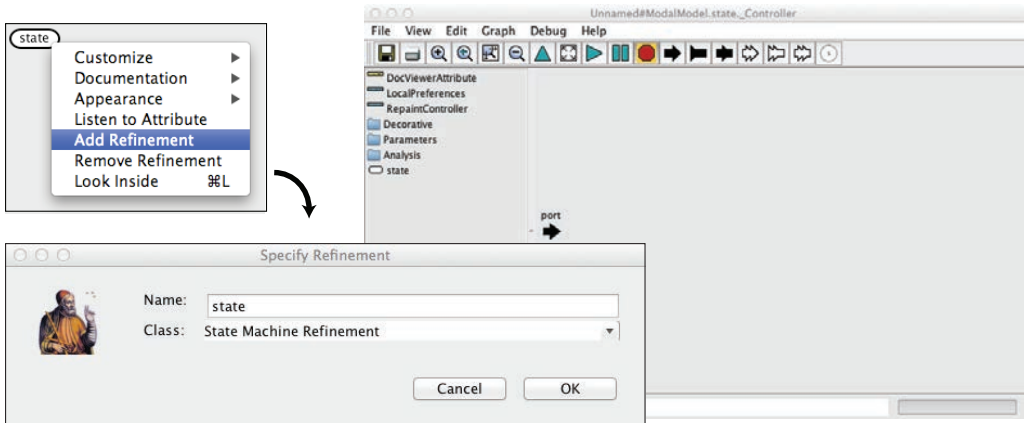 state
Customize
Documentation
Appearance
Listen to Attribute
Add Refinement
Remove Refinement
Look Inside ⌘L
Unnamed#ModalModel.state._Controller
File View Edit Graph Debug Help
DocViewerAttribute
LocalPreferences
RepaintController
Decorative
Parameters
Analysis
state
port
Specify Refinement
Name: state
Class: State Machine Refinement
Cancel OK